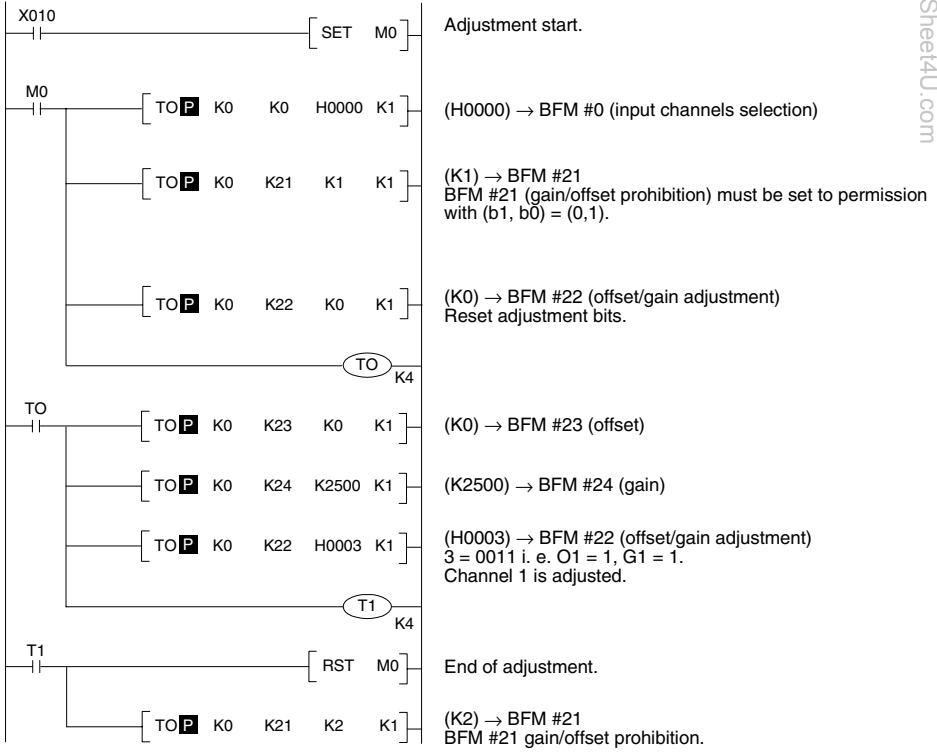 X010
SET M0
Adjustment start.
M0
TO P K0 K0 H0000 K1
(H0000) → BFM #0 (input channels selection)
TO P K0 K21 K1 K1
(K1) → BFM #21
BFM #21 (gain/offset prohibition) must be set to permission
with (b1, b0) = (0,1).
TO P K0 K22 K0 K1
(K0) → BFM #22 (offset/gain adjustment)
Reset adjustment bits.
TO
K4
TO
TO P K0 K23 K0 K1
(K0) → BFM #23 (offset)
TO P K0 K24 K2500 K1
(K2500) → BFM #24 (gain)
TO P K0 K22 H0003 K1
(H0003) → BFM #22 (offset/gain adjustment)
3 = 0011 i. e. O1 = 1, G1 = 1.
Channel 1 is adjusted.
T1
K4
T1
RST M0
End of adjustment.
TO P K0 K21 K2 K1
(K2) → BFM #21
BFM #21 gain/offset prohibition.
Sheet4U.com